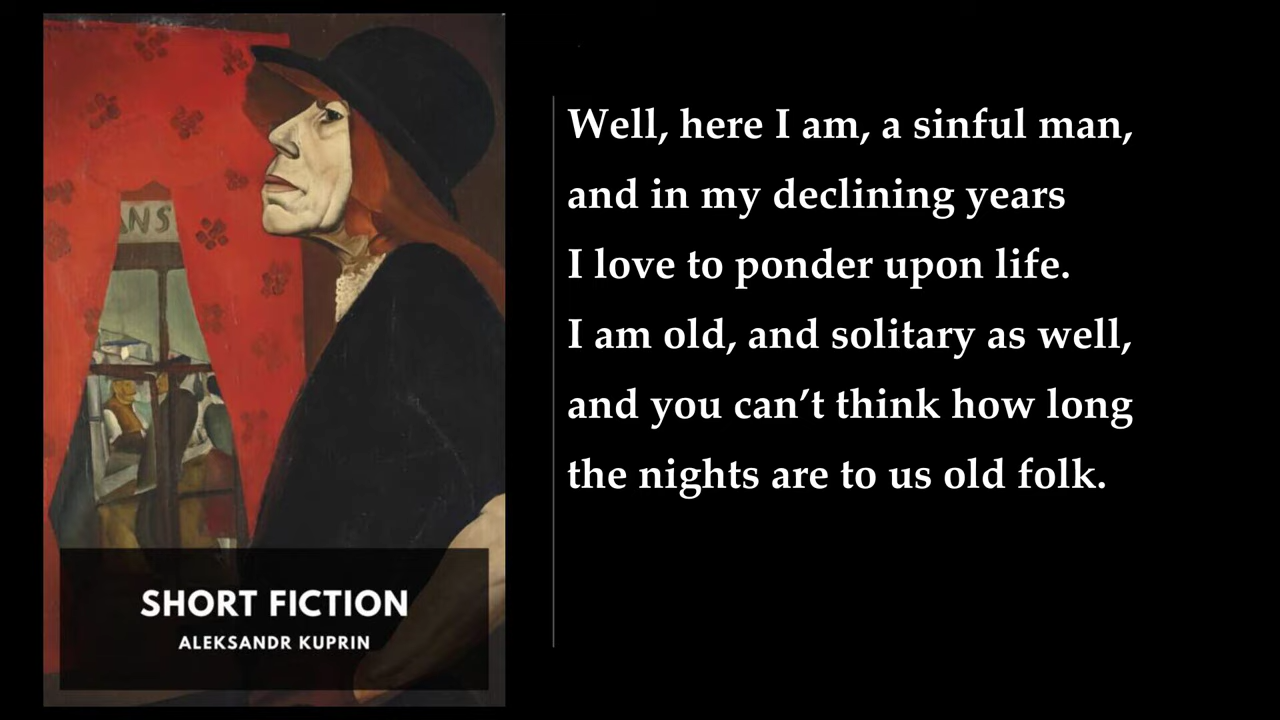 ANS
SHORT FICTION
ALEKSANDR KUPRIN
Well, here I am, a sinful man,
and in my declining years
I love to ponder upon life.
I am old, and solitary as well,
and you can’t think how long
the nights are to us old folk.